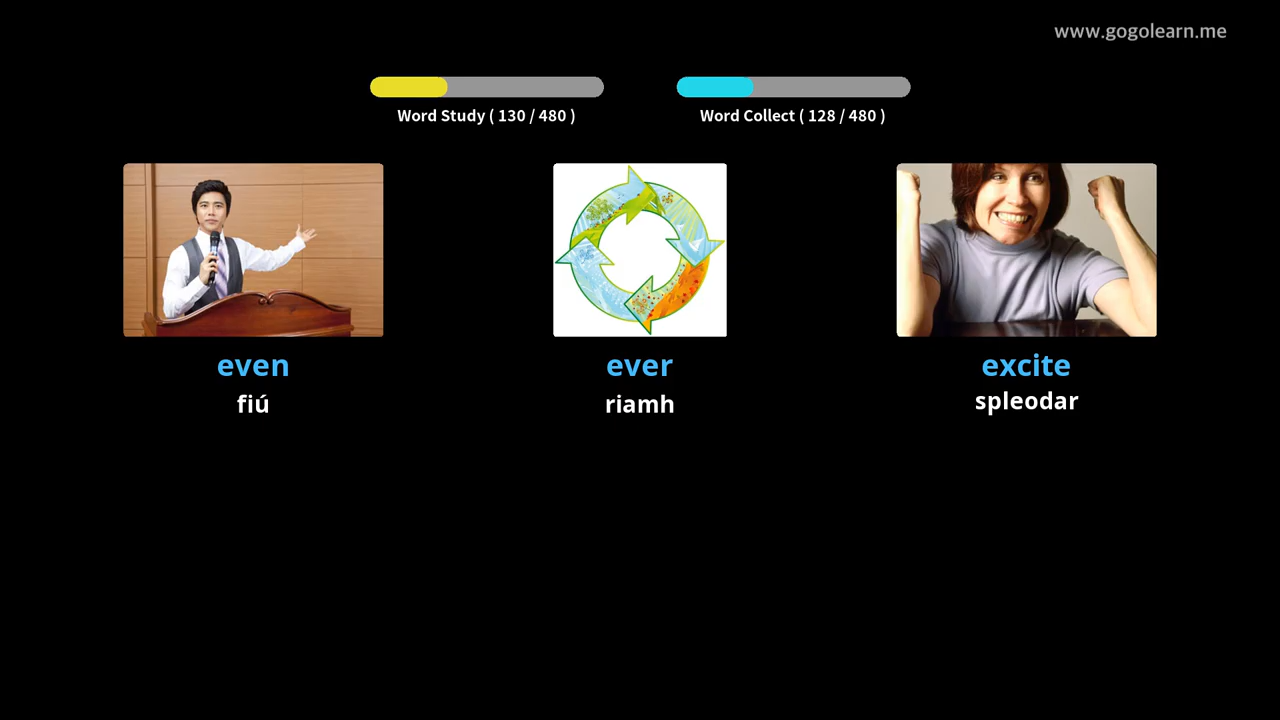 www.gogolearn.me
Word Study ( 130 / 480 )
Word Collect ( 128 / 480 )
even
fiú
ever
riamh
excite
spleodar